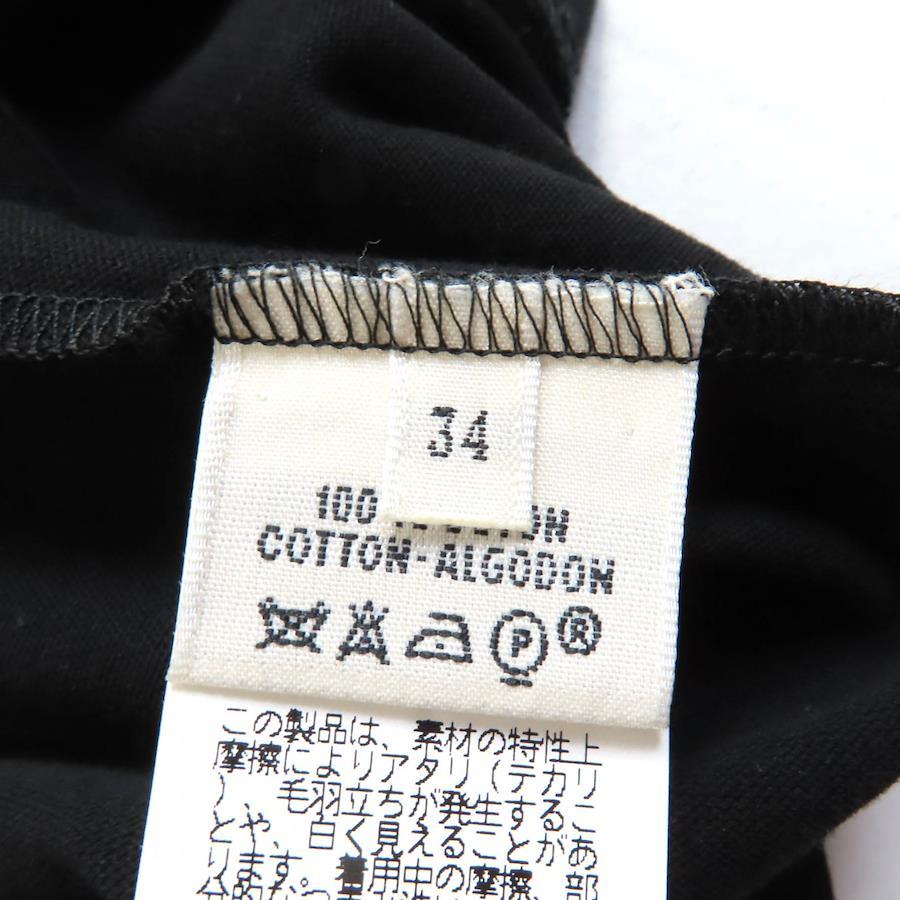 34
100 % COTON
COTTON-ALGODON
P ®
この製品は、素材の特性上
摩擦によりアタリ(テカリこ
)、毛羽立ちが発生することがあ
とや、白く見える
ります。着用中の摩擦、部